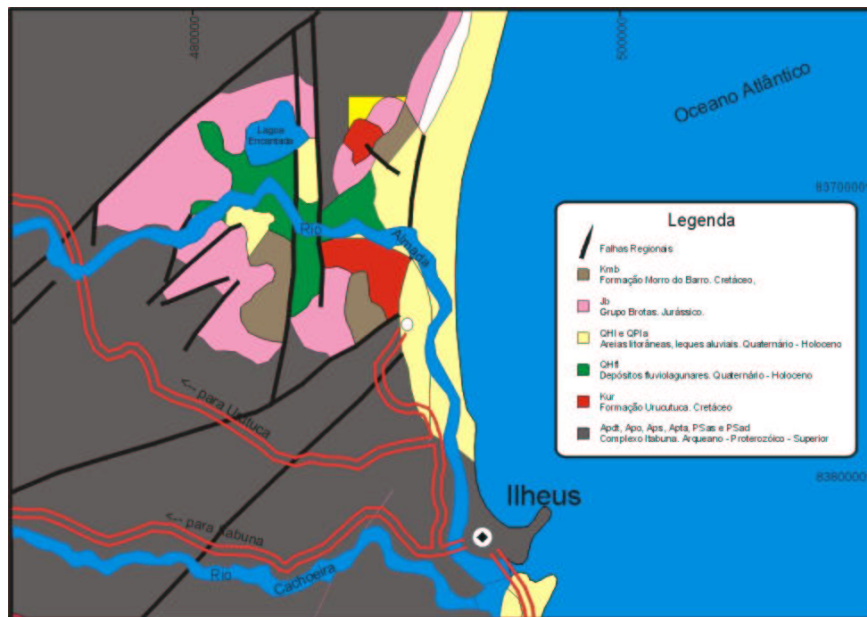 480000
500000
Oceano Atlântico
Lagoa
Encantada
8370000
Rio
Almada
Legenda
Falhas Regionais
Kmb
Formação Morro do Barro. Cretáceo,
Jb
Grupo Brotas. Jurássico.
QHl e QPla
Areias litorâneas, leques aluviais. Quaternário - Holoceno
QHfl
Depósitos fluviolagunares. Quaternário - Holoceno
Kur
Formação Urucutuca. Cretáceo
Apdt, Apo, Aps, Apta, PSas e PSad
Complexo Itabuna. Arqueano - Proterozóico - Superior
<-- para Urutuca
8380000
Ilheus
<-- para Itabuna
Rio
Cachoeira